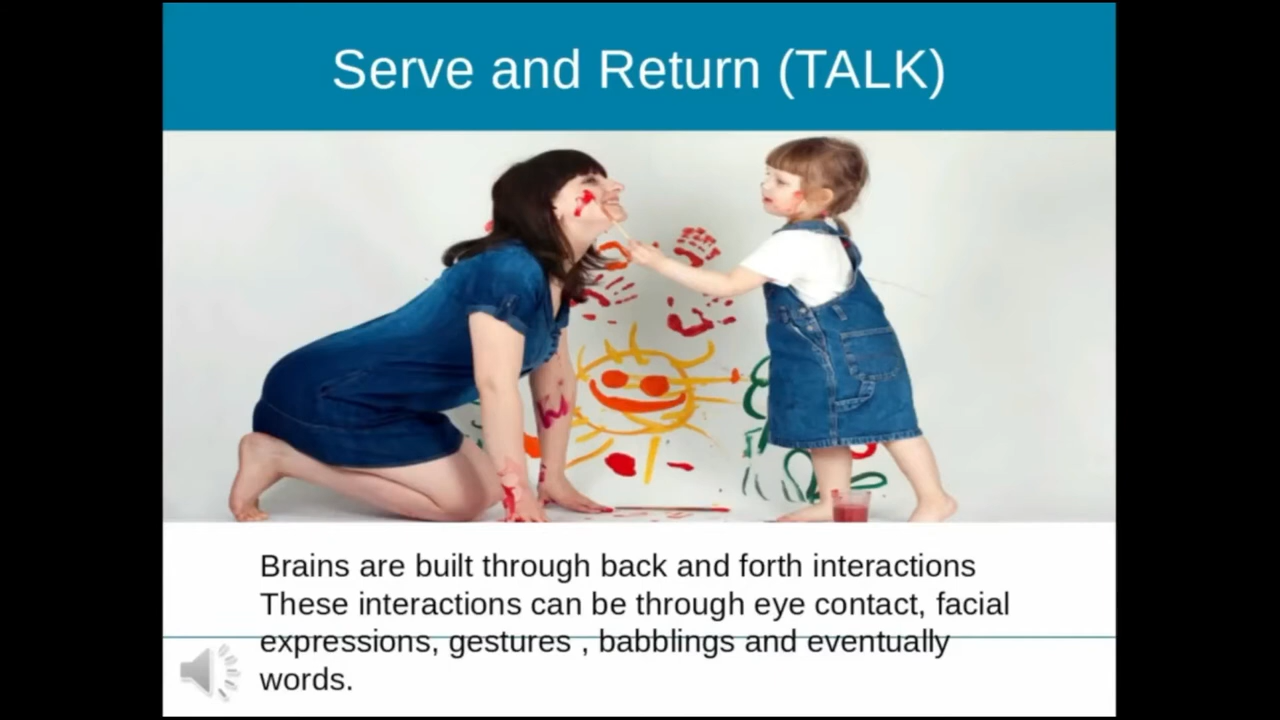 Serve and Return (TALK)
Brains are built through back and forth interactions
These interactions can be through eye contact, facial
expressions, gestures , babblings and eventually
words.